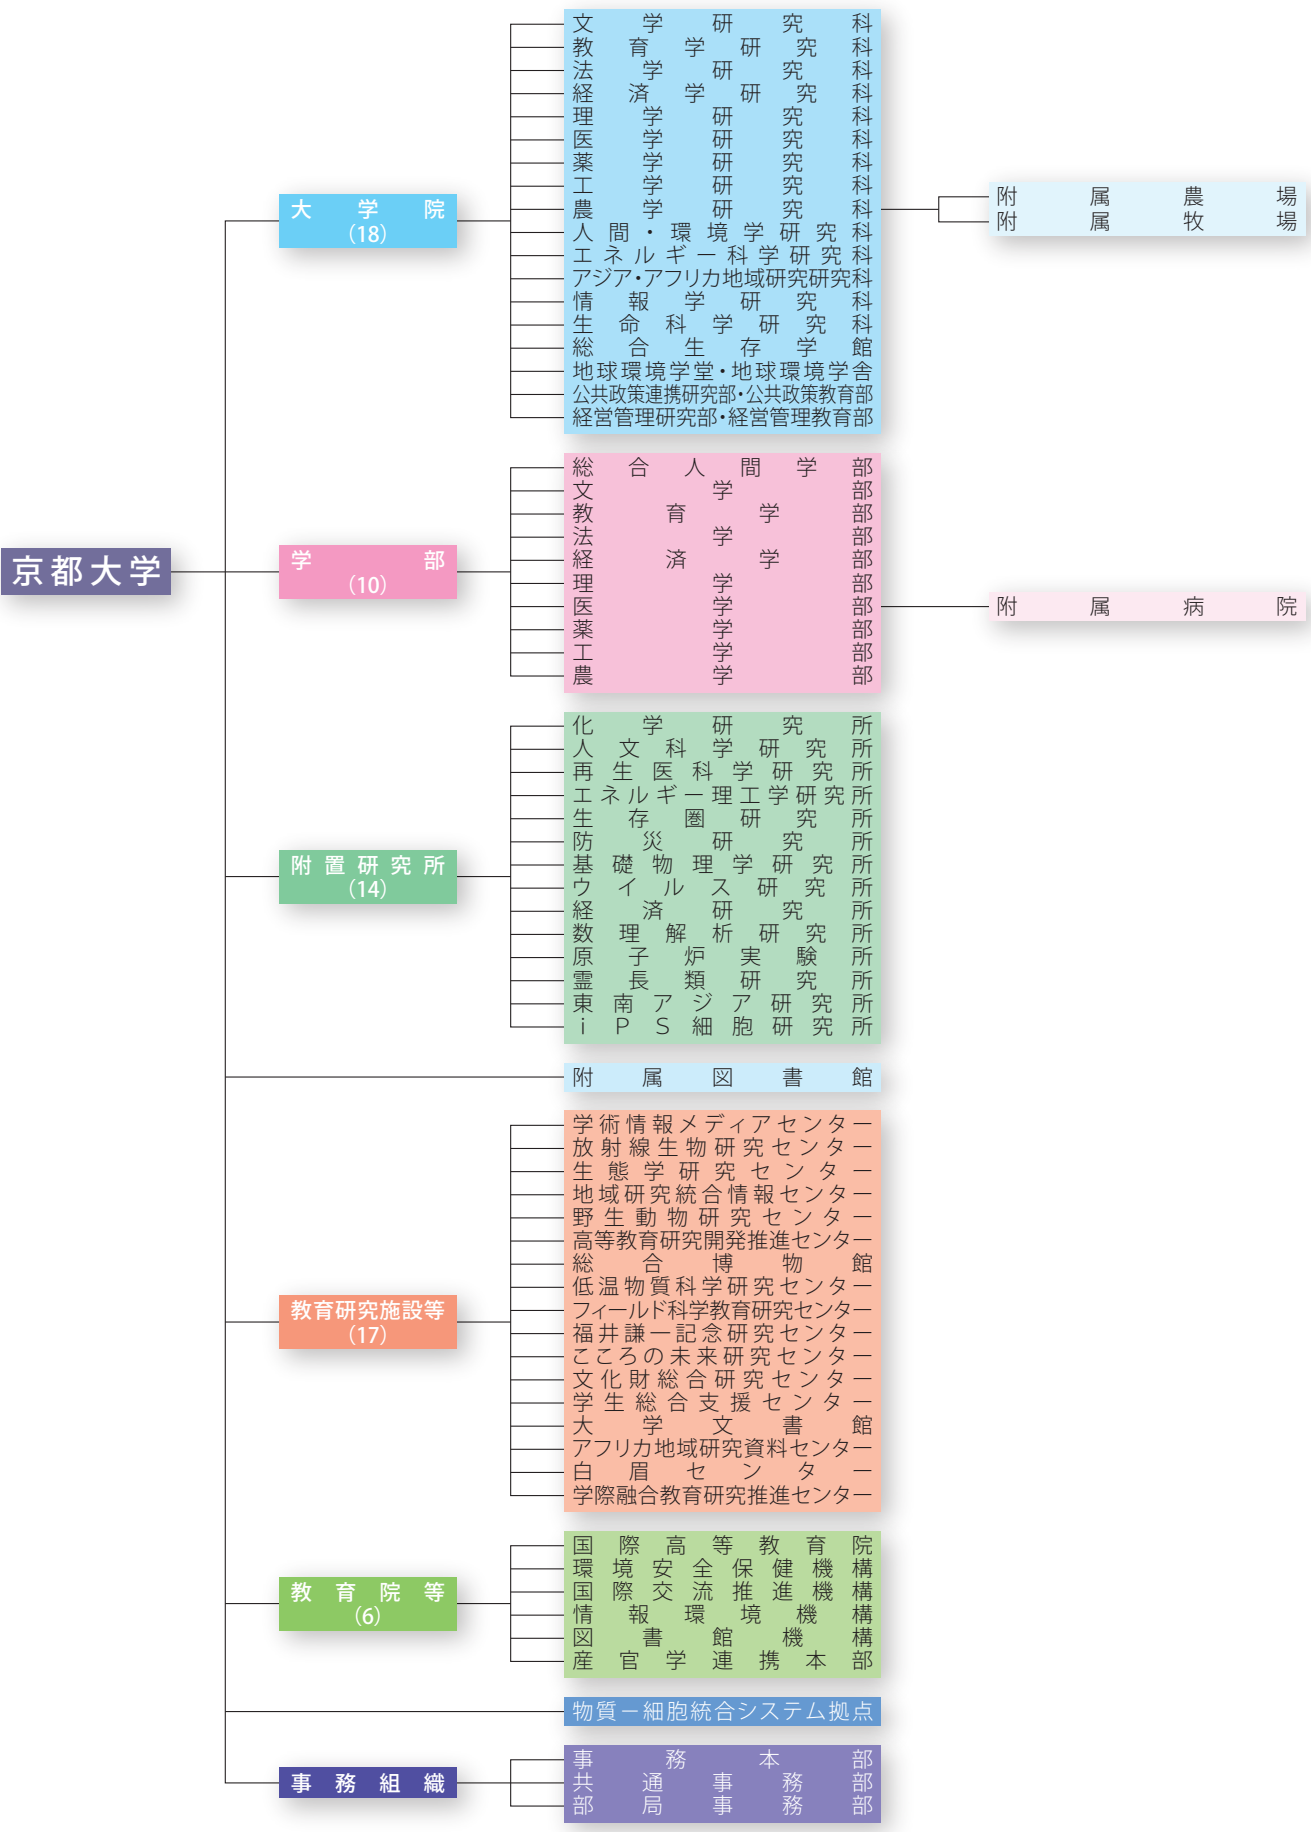 京都大学
大学院
（18）
文学研究科
教育学研究科
法学研究科
経済学研究科
理学研究科
医学研究科
薬学研究科
工学研究科
農学研究科
人間・環境学研究科
エネルギー科学研究科
アジア・アフリカ地域研究研究科
情報学研究科
生命科学研究科
総合生存学館
地球環境学堂・地球環境学舎
公共政策連携研究部・公共政策教育部
経営管理研究部・経営管理教育部
附属農場
附属牧場
学部
（10）
総合人間学部
文学部
教育学部
法学部
経済学部
理学部
医学部
薬学部
工学部
農学部
附属病院
附置研究所
（14）
化学研究所
人文科学研究所
再生医科学研究所
エネルギー理工学研究所
生存圏研究所
防災研究所
基礎物理学研究所
ウイルス研究所
経済研究所
数理解析研究所
原子炉実験所
霊長類研究所
東南アジア研究所
iPS細胞研究所
附属図書館
教育研究施設等
（17）
学術情報メディアセンター
放射線生物研究センター
生態学研究センター
地域研究統合情報センター
野生動物研究センター
高等教育研究開発推進センター
総合博物館
低温物質科学研究センター
フィールド科学教育研究センター
福井謙一記念研究センター
こころの未来研究センター
文化財総合研究センター
学生総合支援センター
大学文書館
アフリカ地域研究資料センター
白眉センター
学際融合教育研究推進センター
教育院等
（6）
国際高等教育院
環境安全保健機構
国際交流推進機構
情報環境機構
図書館機構
産官学連携本部
物質－細胞統合システム拠点
事務組織
事務本部
共通事務部
部局事務部